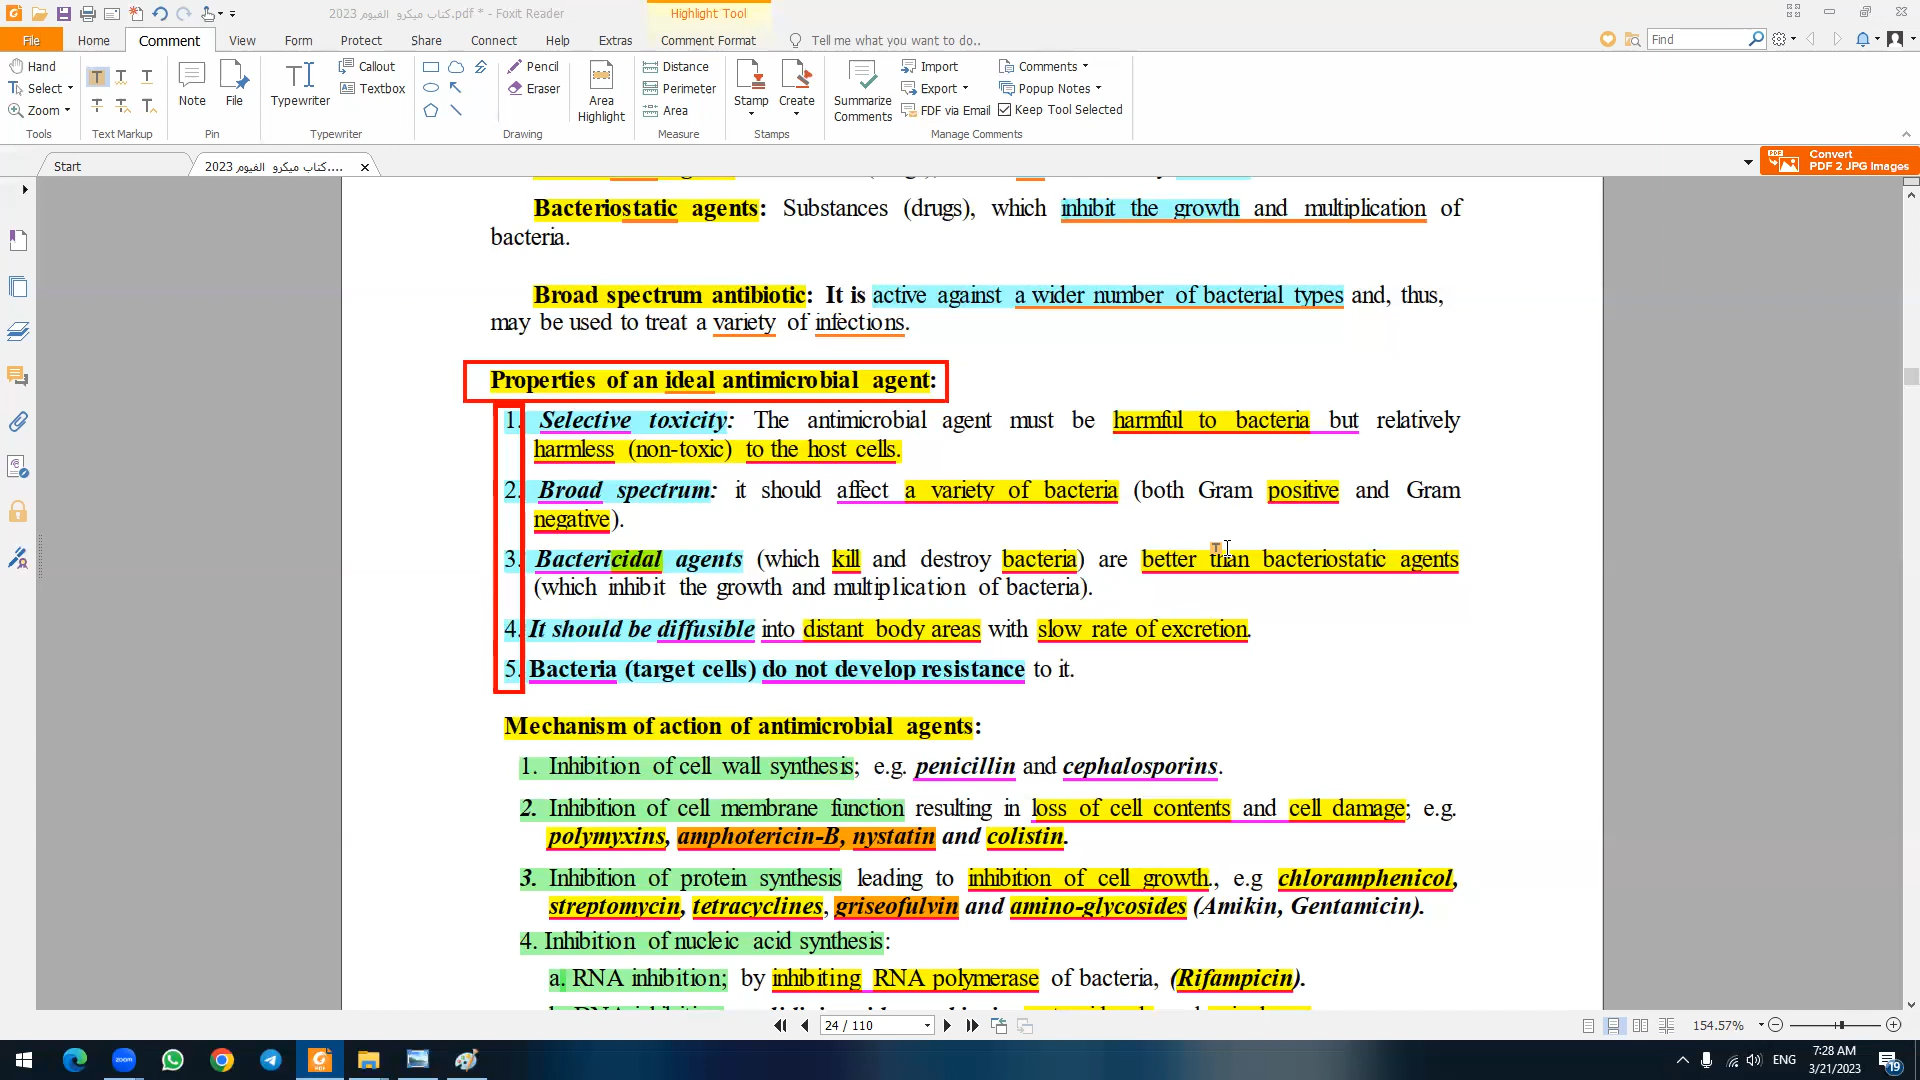 2023 كتاب ميكرو الفيوم.pdf * - Foxit Reader
Highlight Tool
File Home Comment View Form Protect Share Connect Help Extras Comment Format Tell me what you want to do.. Find
Hand
Select
Zoom
Tools
Text Markup
Note
File
Pin
Typewriter
Callout
Textbox
Typewriter
Pencil
Eraser
Drawing
Area Highlight
Distance
Perimeter
Area
Measure
Stamp
Create
Stamps
Summarize Comments
Import
Export
FDF via Email
Comments
Popup Notes
Keep Tool Selected
Manage Comments
Start
2023 كتاب ميكرو الفيوم....
Convert
PDF 2 JPG Images
Bacteriostatic agents: Substances (drugs), which inhibit the growth and multiplication of
bacteria.
Broad spectrum antibiotic: It is active against a wider number of bacterial types and, thus,
may be used to treat a variety of infections.
Properties of an ideal antimicrobial agent:
1. Selective toxicity: The antimicrobial agent must be harmful to bacteria but relatively
harmless (non-toxic) to the host cells.
2. Broad spectrum: it should affect a variety of bacteria (both Gram positive and Gram
negative).
3. Bactericidal agents (which kill and destroy bacteria) are better than bacteriostatic agents
(which inhibit the growth and multiplication of bacteria).
4. It should be diffusible into distant body areas with slow rate of excretion.
5. Bacteria (target cells) do not develop resistance to it.
Mechanism of action of antimicrobial agents:
1. Inhibition of cell wall synthesis; e.g. penicillin and cephalosporins.
2. Inhibition of cell membrane function resulting in loss of cell contents and cell damage; e.g.
polymyxins, amphotericin-B, nystatin and colistin.
3. Inhibition of protein synthesis leading to inhibition of cell growth., e.g chloramphenicol,
streptomycin, tetracyclines, griseofulvin and amino-glycosides (Amikin, Gentamicin).
4. Inhibition of nucleic acid synthesis:
a. RNA inhibition; by inhibiting RNA polymerase of bacteria, (Rifampicin).
24 / 110
154.57%
zoom
ENG
7:28 AM
3/21/2023
19